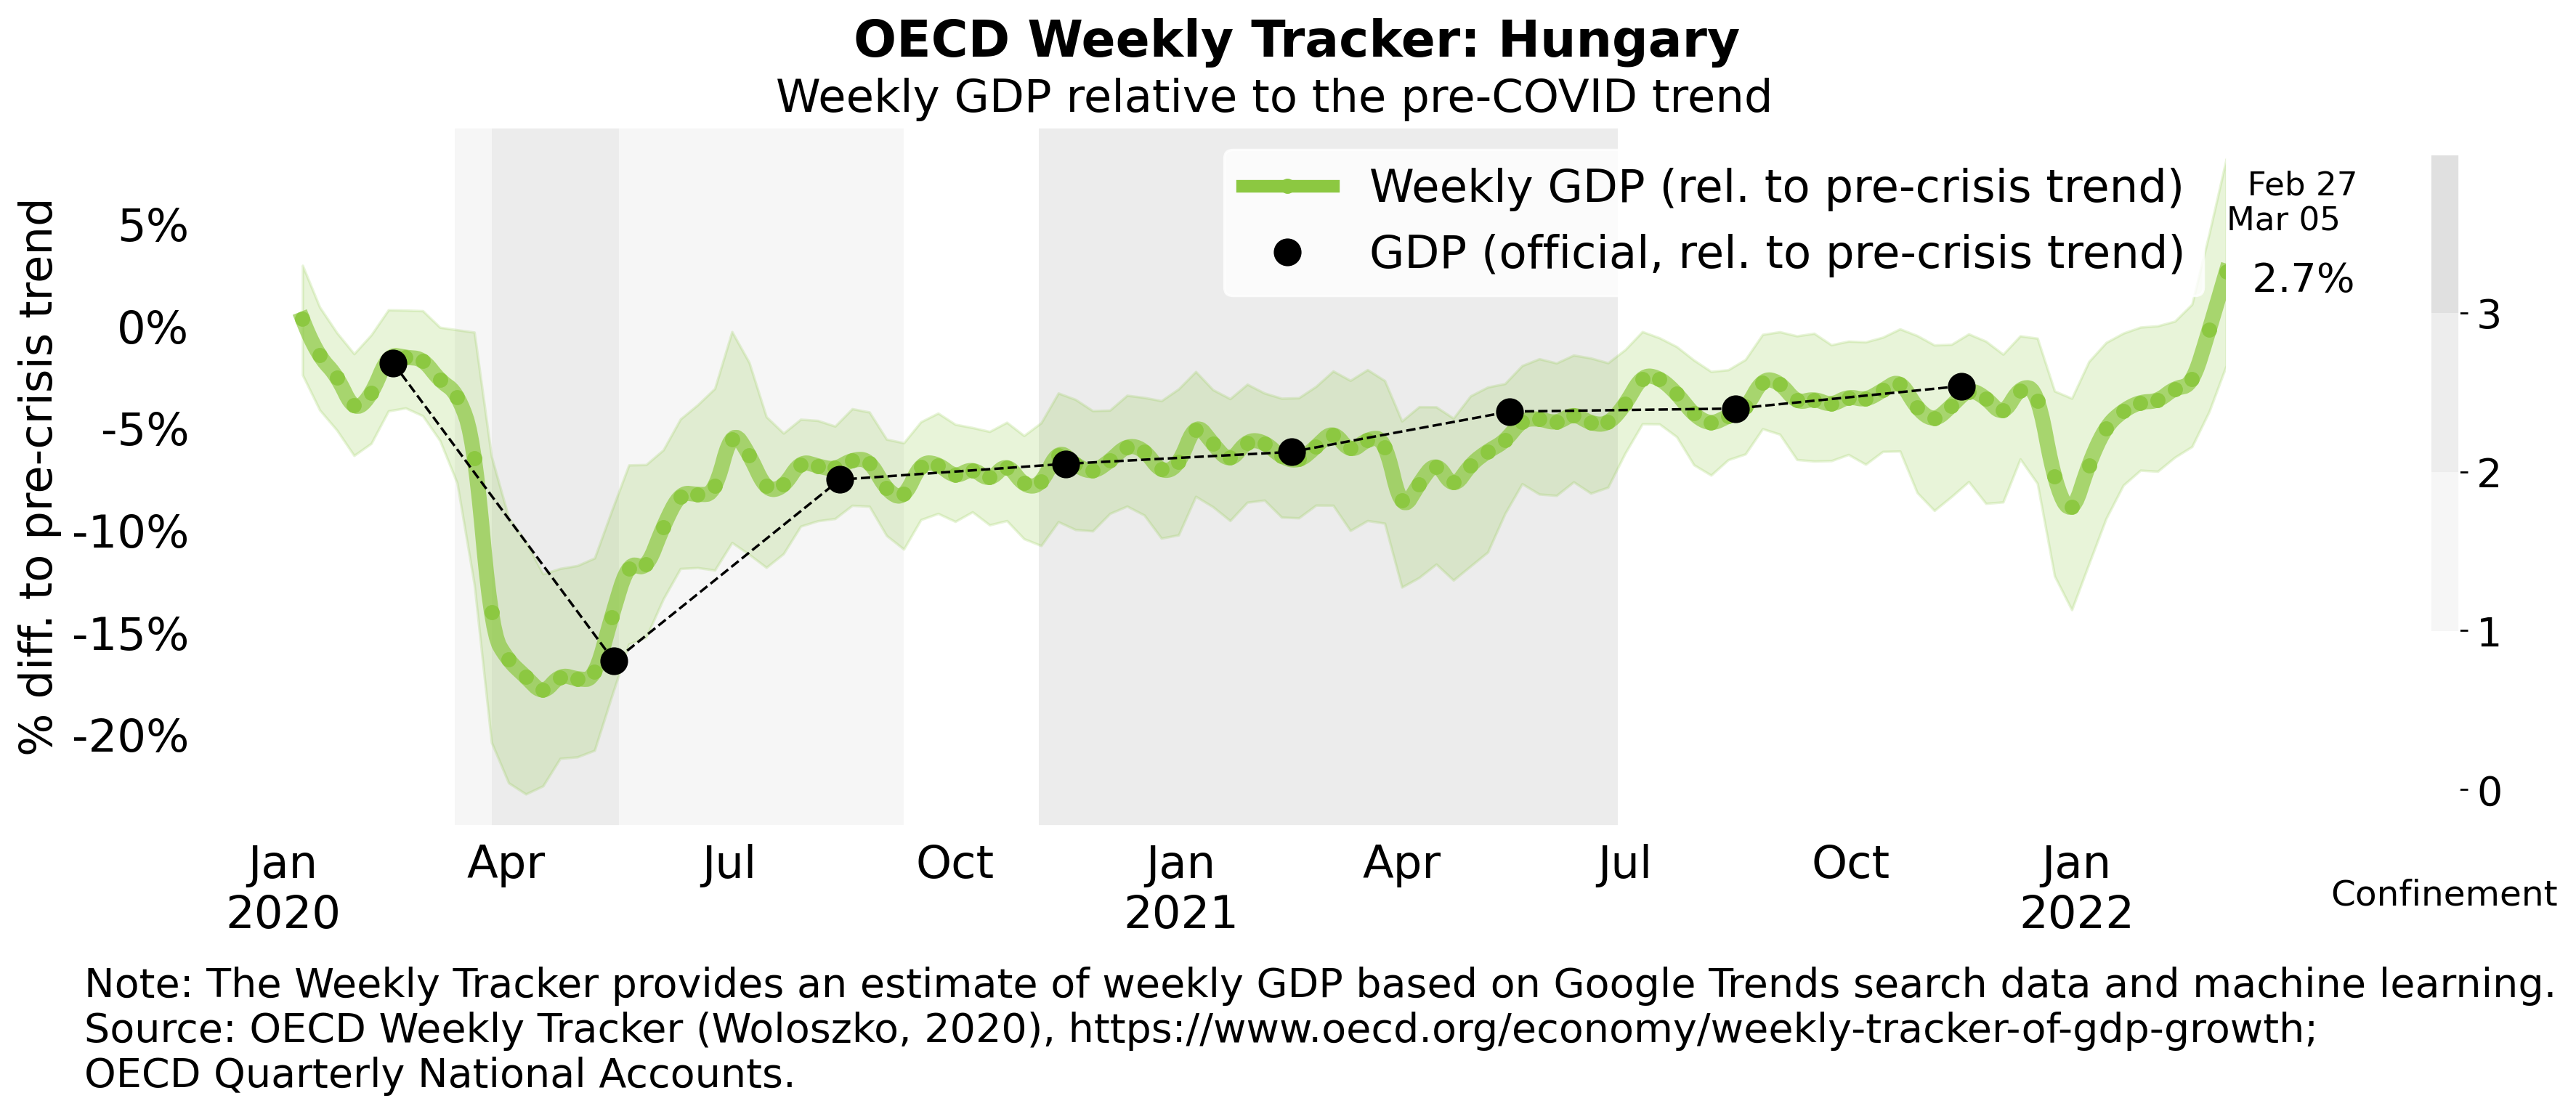 OECD Weekly Tracker: Hungary
Weekly GDP relative to the pre-COVID trend
Weekly GDP (rel. to pre-crisis trend)
GDP (official, rel. to pre-crisis trend)
Feb 27
Mar 05
2.7%
% diff. to pre-crisis trend
5%
0%
-5%
-10%
-15%
-20%
3
2
1
0
Jan Apr Jul Oct Jan Apr Jul Oct Jan
2020 2021 2022
Confinement
Note: The Weekly Tracker provides an estimate of weekly GDP based on Google Trends search data and machine learning.
Source: OECD Weekly Tracker (Woloszko, 2020), https://www.oecd.org/economy/weekly-tracker-of-gdp-growth;
OECD Quarterly National Accounts.